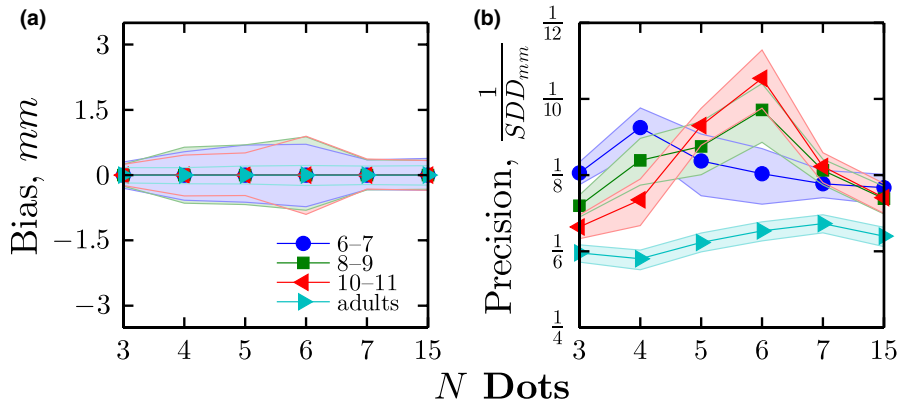 (a)
Bias, mm
3
1.5
0
−1.5
−3
3 4 5 6 7 15
6–7
8–9
10–11
adults
(b)
Precision, 1/SDD_mm
1/12
1/10
1/8
1/6
1/4
3 4 5 6 7 15
N Dots